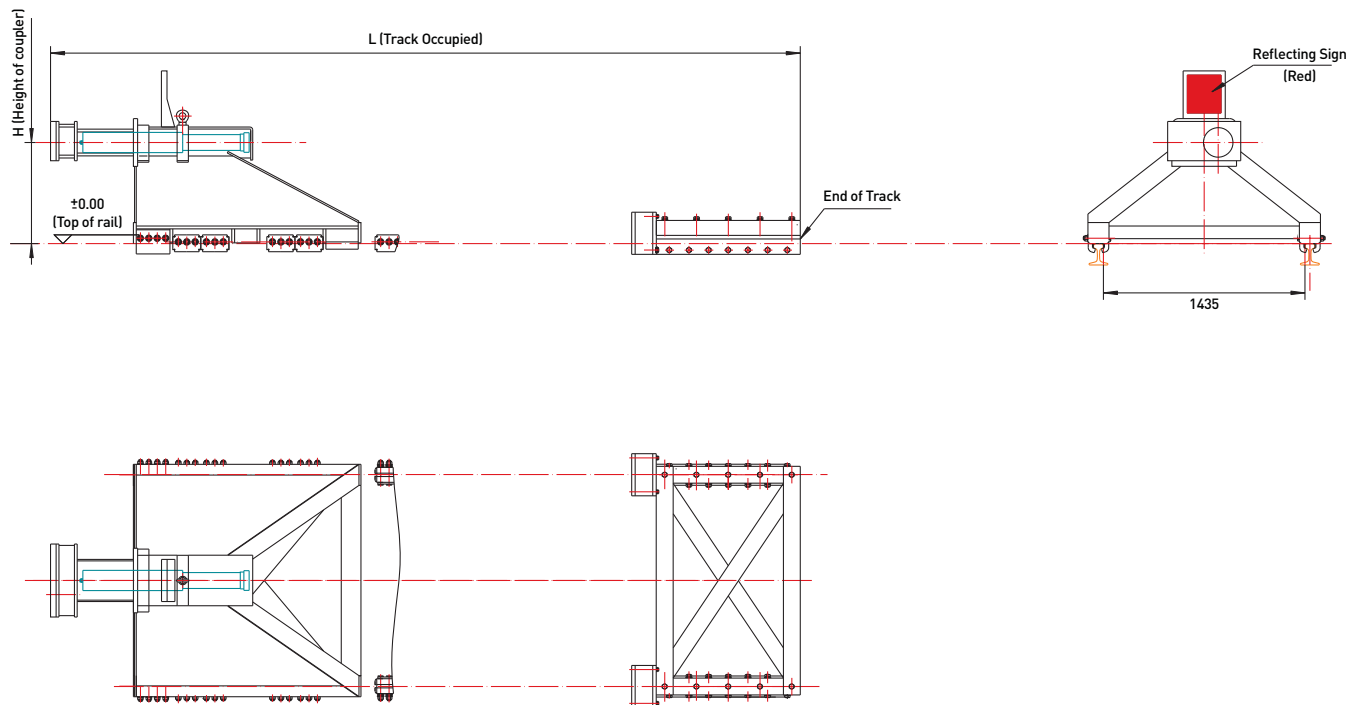 L (Track Occupied)
H (Height of coupler)
±0.00
(Top of rail)
End of Track
Reflecting Sign
(Red)
1435